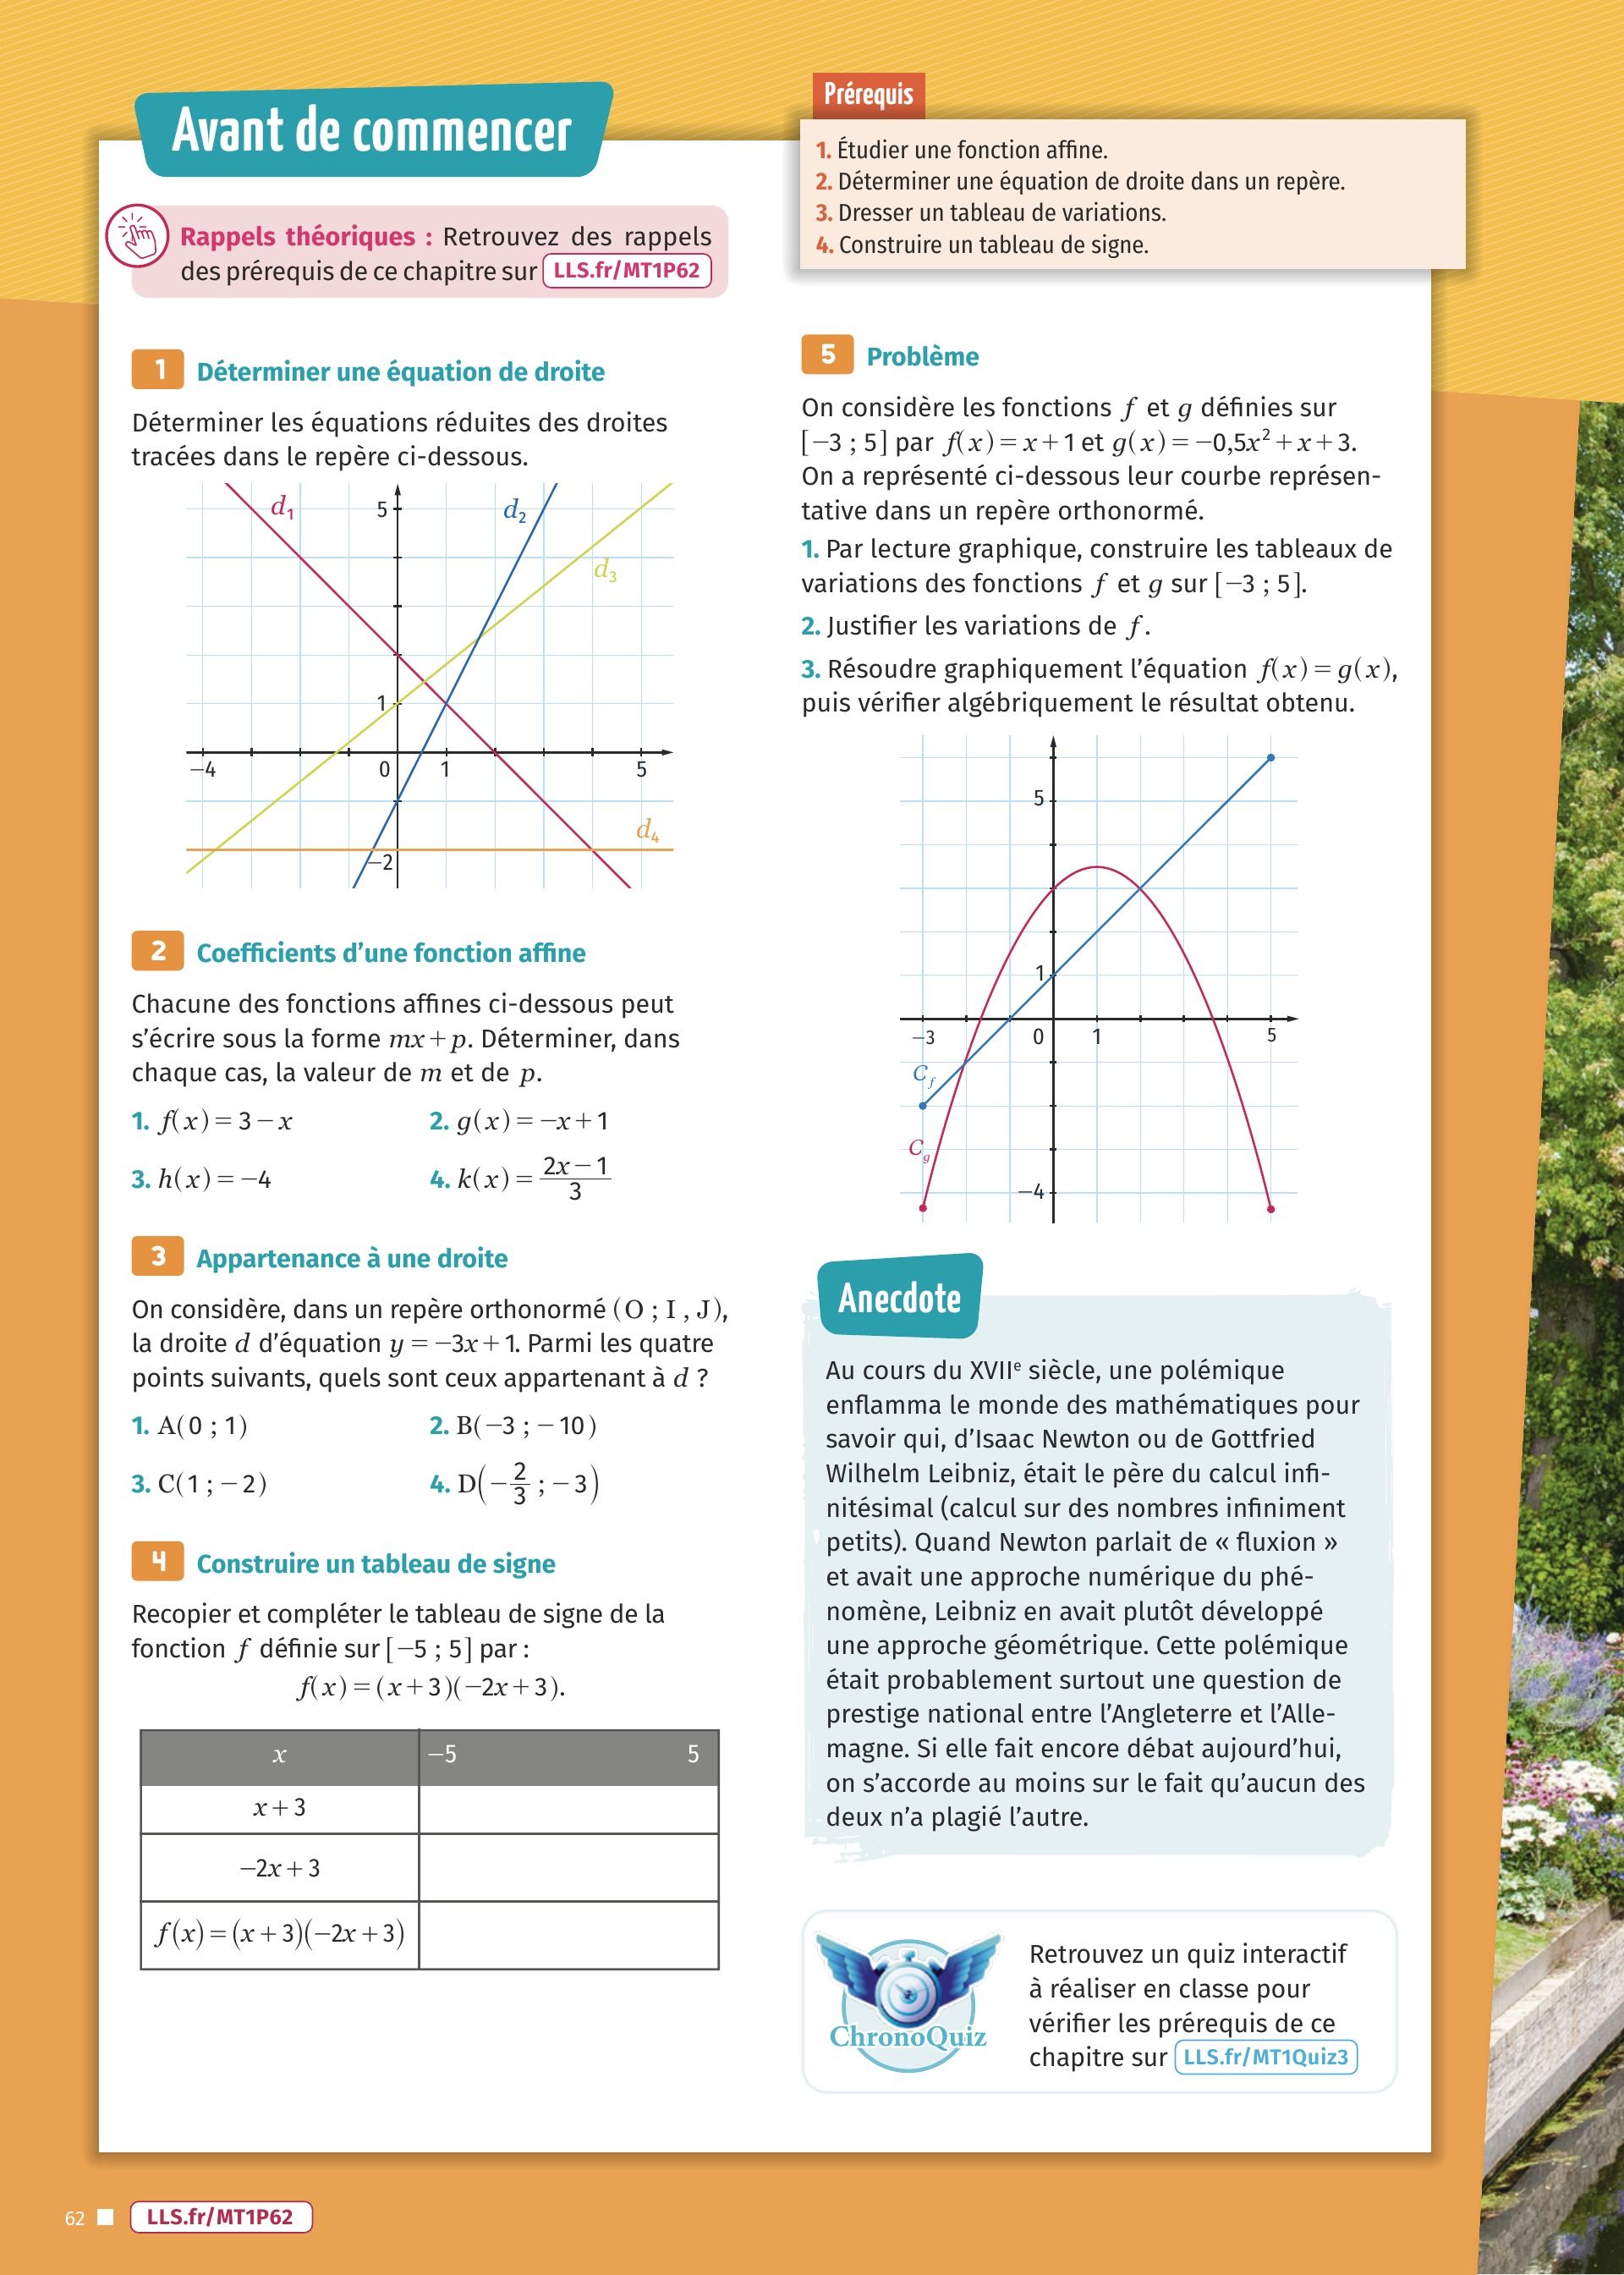 Avant de commencer
Prérequis
1. Étudier une fonction affine.
2. Déterminer une équation de droite dans un repère.
3. Dresser un tableau de variations.
4. Construire un tableau de signe.
Rappels théoriques : Retrouvez des rappels
des prérequis de ce chapitre sur LLS.fr/MT1P62
1 Déterminer une équation de droite
Déterminer les équations réduites des droites
tracées dans le repère ci-dessous.
d₁
5
d₂
d₃
1
−4
0
1
5
d₄
−2
2 Coefficients d’une fonction affine
Chacune des fonctions affines ci-dessous peut
s’écrire sous la forme mx + p. Déterminer, dans
chaque cas, la valeur de m et de p.
1. f(x) = 3 − x
2. g(x) = −x + 1
3. h(x) = −4
4. k(x) = (2x − 1)/3
3 Appartenance à une droite
On considère, dans un repère orthonormé (O ; I , J),
la droite d d’équation y = −3x + 1. Parmi les quatre
points suivants, quels sont ceux appartenant à d ?
1. A(0 ; 1)
2. B(−3 ; −10)
3. C(1 ; −2)
4. D(−2/3 ; −3)
4 Construire un tableau de signe
Recopier et compléter le tableau de signe de la
fonction f définie sur [−5 ; 5] par :
f(x) = (x + 3)(−2x + 3).
x −5 5
x + 3
−2x + 3
f(x) = (x + 3)(−2x + 3)
5 Problème
On considère les fonctions f et g définies sur
[−3 ; 5] par f(x) = x + 1 et g(x) = −0,5x² + x + 3.
On a représenté ci-dessous leur courbe représen-
tative dans un repère orthonormé.
1. Par lecture graphique, construire les tableaux de
variations des fonctions f et g sur [−3 ; 5].
2. Justifier les variations de f.
3. Résoudre graphiquement l’équation f(x) = g(x),
puis vérifier algébriquement le résultat obtenu.
5
1
−3
0
1
5
C_f
C_g
−4
Anecdote
Au cours du XVIIᵉ siècle, une polémique
enflamma le monde des mathématiques pour
savoir qui, d’Isaac Newton ou de Gottfried
Wilhelm Leibniz, était le père du calcul infi-
nitésimal (calcul sur des nombres infiniment
petits). Quand Newton parlait de « fluxion »
et avait une approche numérique du phé-
nomène, Leibniz en avait plutôt développé
une approche géométrique. Cette polémique
était probablement surtout une question de
prestige national entre l’Angleterre et l’Alle-
magne. Si elle fait encore débat aujourd’hui,
on s’accorde au moins sur le fait qu’aucun des
deux n’a plagié l’autre.
ChronoQuiz
Retrouvez un quiz interactif
à réaliser en classe pour
vérifier les prérequis de ce
chapitre sur LLS.fr/MT1Quiz3
62
LLS.fr/MT1P62